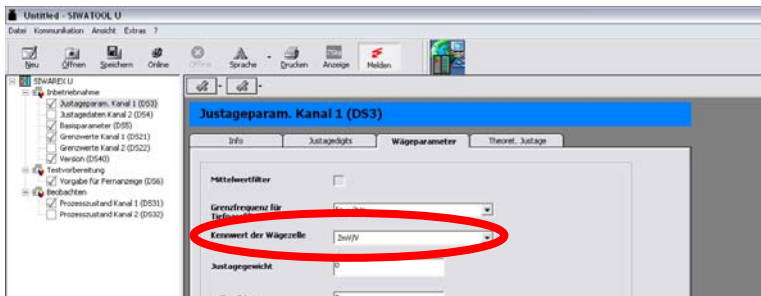 Untitled - SIWATOOL U
Datei Kommunikation Ansicht Extras ?
Neu Öffnen Speichern Online Offline Sprache Drucken Anzeige Melden
SIWAREX U
Inbetriebnahme
Justageparam. Kanal 1 (DS3)
Justagedaten Kanal 2 (DS4)
Basisparameter (DS5)
Grenzwerte Kanal 1 (DS21)
Grenzwerte Kanal 2 (DS22)
Version (DS40)
Testvorbereitung
Vorgabe für Fernanzeige (DS6)
Beobachten
Prozesszustand Kanal 1 (DS31)
Prozesszustand Kanal 2 (DS32)
Justageparam. Kanal 1 (DS3)
Info Justagedigits Wägeparameter Theoret. Justage
Mittelwertfilter
Grenzfrequenz für
Kennwert der Wägezelle 2mV/V
Justagegewicht 0